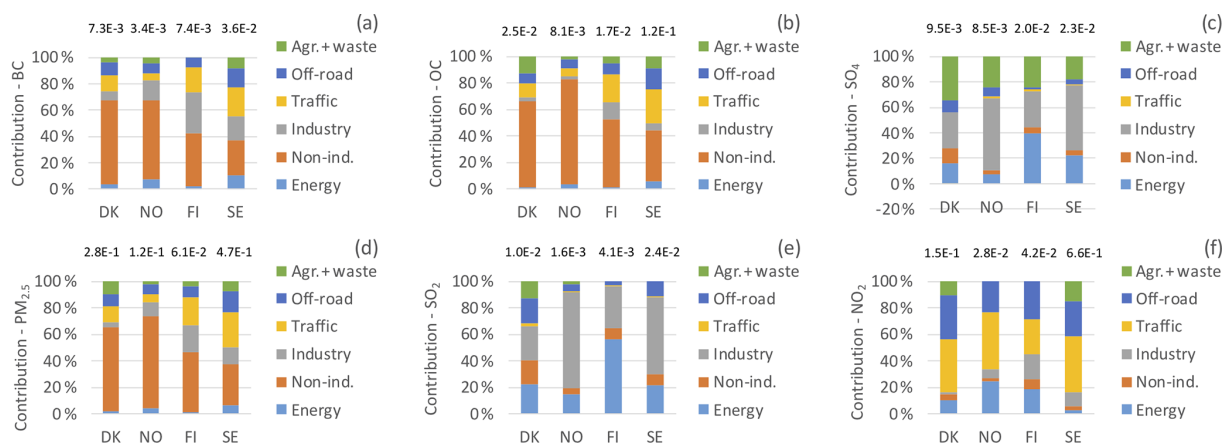 (a)
7.3E-3 3.4E-3 7.4E-3 3.6E-2
Contribution - BC
100 %
80 %
60 %
40 %
20 %
0 %
DK NO FI SE
Agr.+ waste
Off-road
Traffic
Industry
Non-ind.
Energy
(b)
2.5E-2 8.1E-3 1.7E-2 1.2E-1
Contribution - OC
100 %
80 %
60 %
40 %
20 %
0 %
DK NO FI SE
Agr.+ waste
Off-road
Traffic
Industry
Non-ind.
Energy
(c)
9.5E-3 8.5E-3 2.0E-2 2.3E-2
Contribution - SO4
100 %
80 %
60 %
40 %
20 %
0 %
-20 %
DK NO FI SE
Agr.+ waste
Off-road
Traffic
Industry
Non-ind.
Energy
(d)
2.8E-1 1.2E-1 6.1E-2 4.7E-1
Contribution - PM2.5
100 %
80 %
60 %
40 %
20 %
0 %
DK NO FI SE
Agr.+ waste
Off-road
Traffic
Industry
Non-ind.
Energy
(e)
1.0E-2 1.6E-3 4.1E-3 2.4E-2
Contribution - SO2
100 %
80 %
60 %
40 %
20 %
0 %
DK NO FI SE
Agr.+ waste
Off-road
Traffic
Industry
Non-ind.
Energy
(f)
1.5E-1 2.8E-2 4.2E-2 6.6E-1
Contribution - NO2
100 %
80 %
60 %
40 %
20 %
0 %
DK NO FI SE
Agr.+ waste
Off-road
Traffic
Industry
Non-ind.
Energy